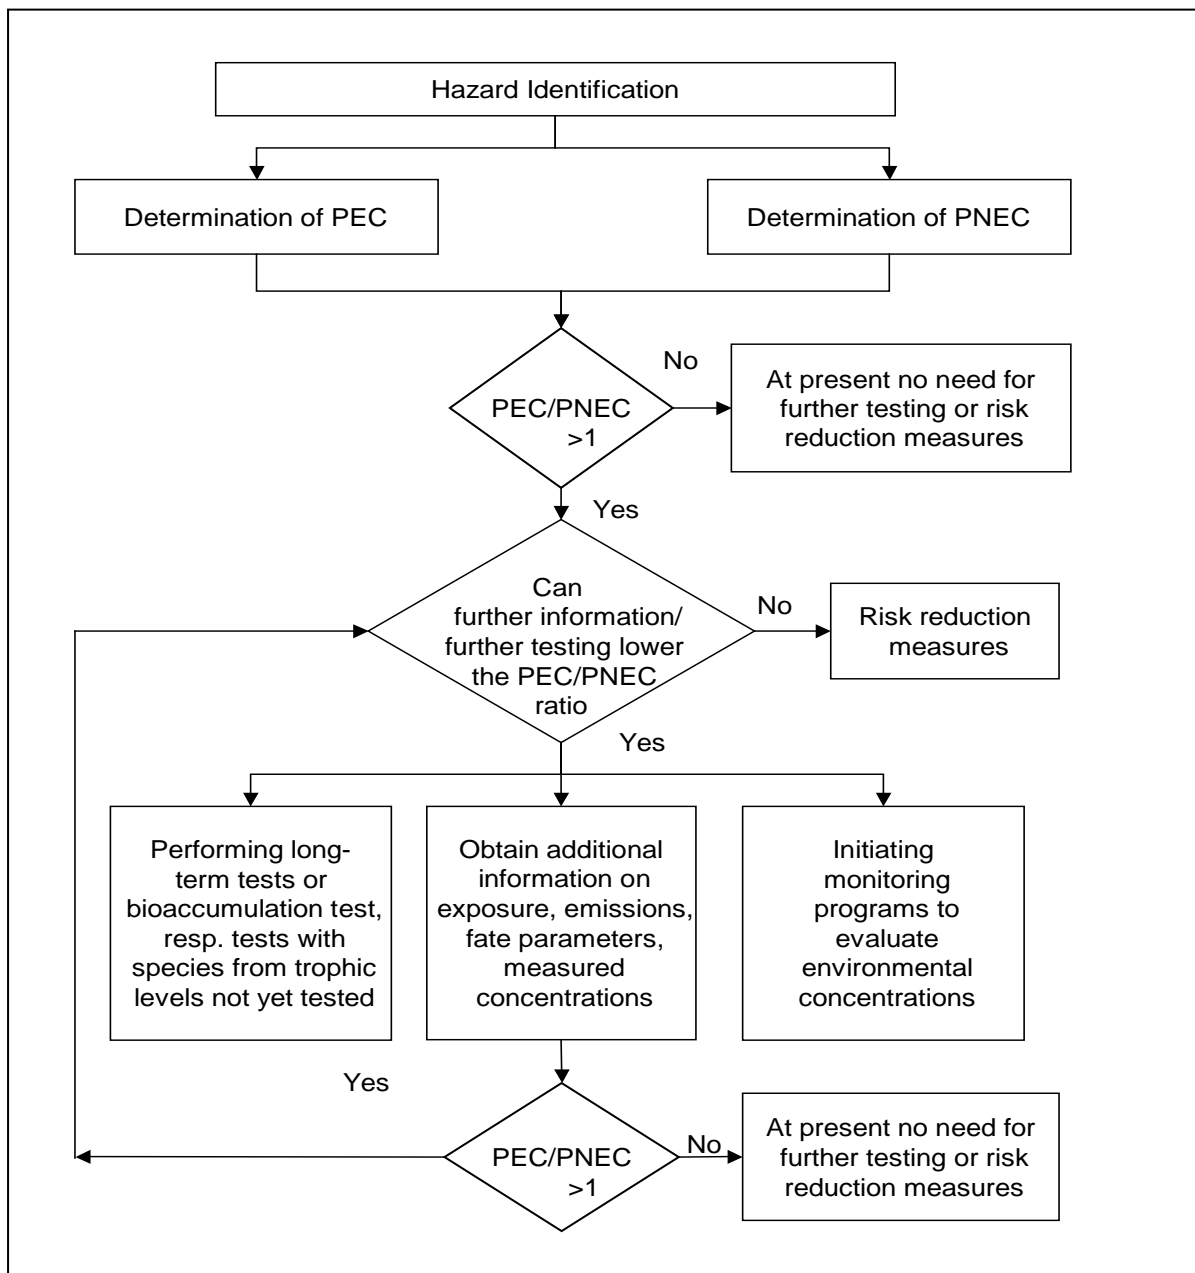 Hazard Identification
Determination of PEC
Determination of PNEC
PEC/PNEC
>1
No
At present no need for
further testing or risk
reduction measures
Yes
Can
further information/
further testing lower
the PEC/PNEC
ratio
No
Risk reduction
measures
Yes
Performing long-
term tests or
bioaccumulation test,
resp. tests with
species from trophic
levels not yet tested
Obtain additional
information on
exposure, emissions,
fate parameters,
measured
concentrations
Initiating
monitoring
programs to
evaluate
environmental
concentrations
Yes
PEC/PNEC
>1
No
At present no need for
further testing or risk
reduction measures